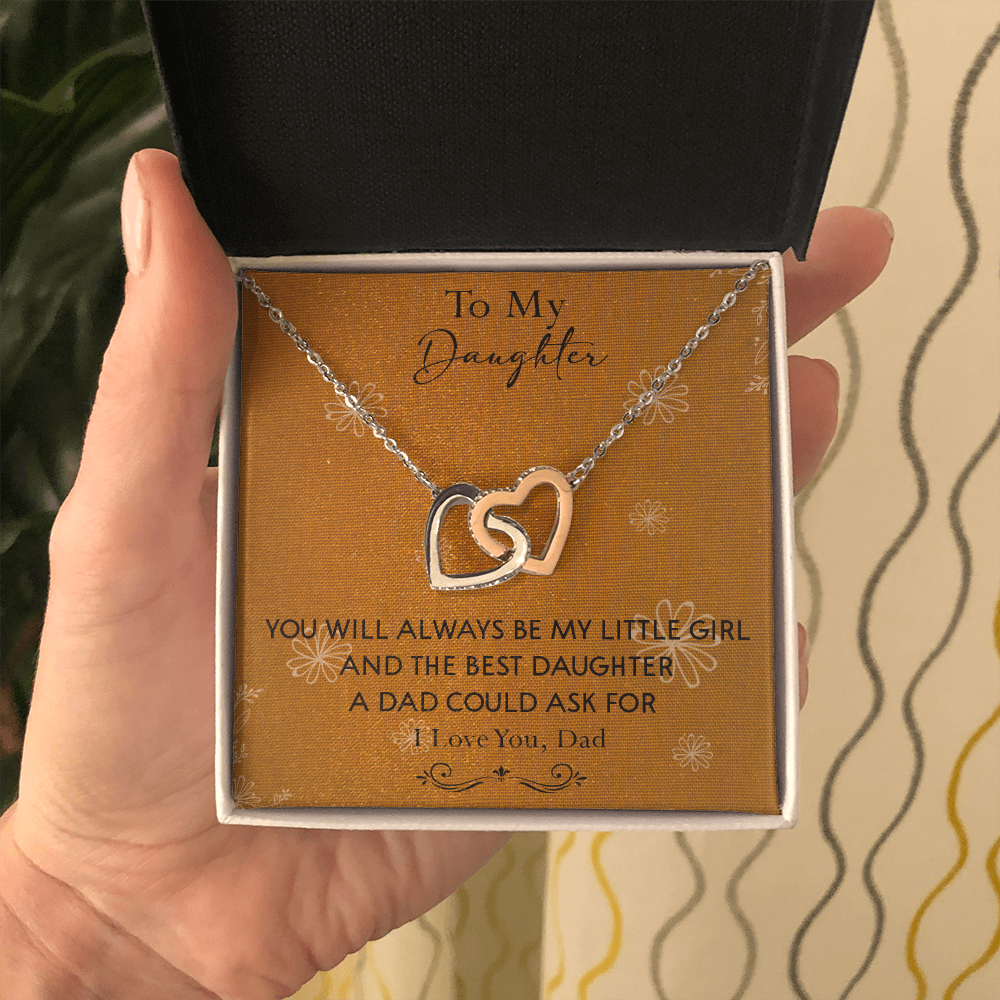 To My
Daughter
YOU WILL ALWAYS BE MY LITTLE GIRL
AND THE BEST DAUGHTER
A DAD COULD ASK FOR
I Love You, Dad